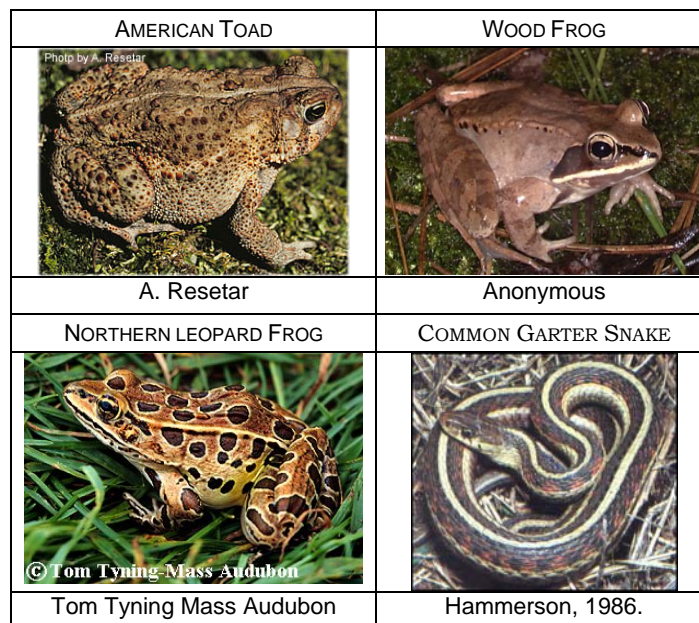 AMERICAN TOAD
WOOD FROG
Photo by A. Resetar
A. Resetar
Anonymous
NORTHERN LEOPARD FROG
COMMON GARTER SNAKE
©Tom Tyning-Mass Audubon
Tom Tyning Mass Audubon
Hammerson, 1986.